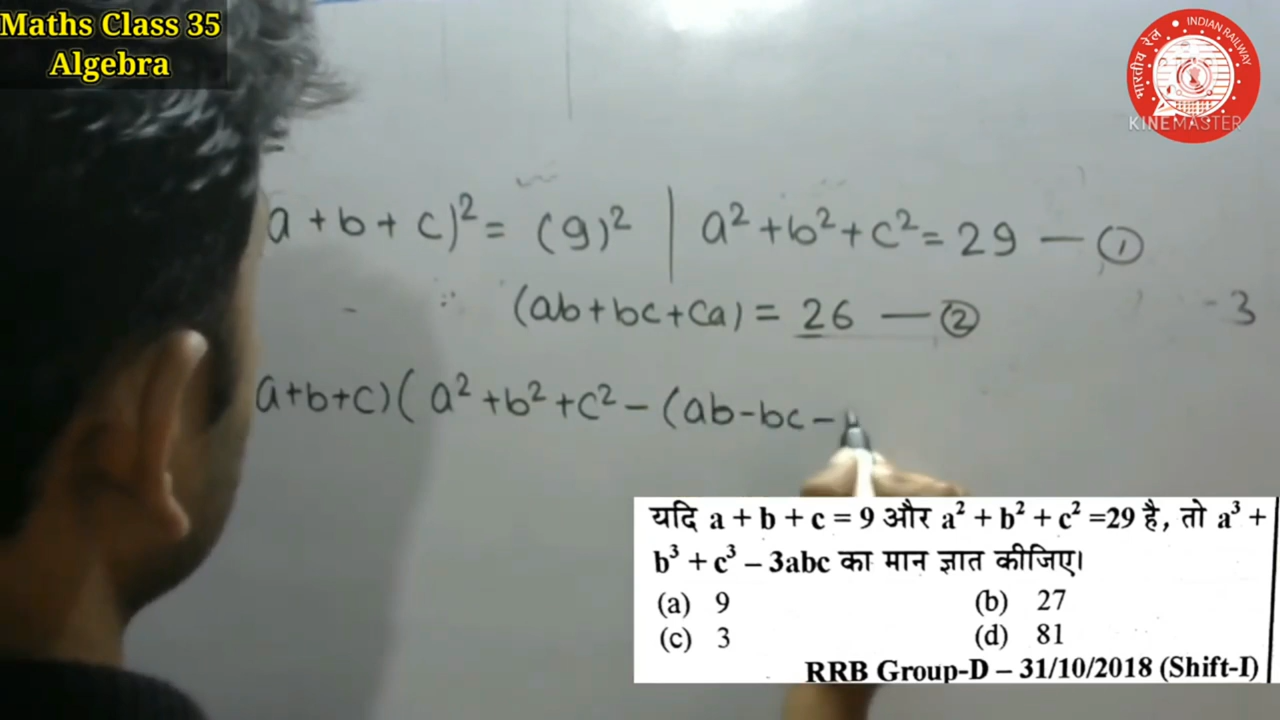 Maths Class 35
Algebra
भारतीय रेल
INDIAN RAILWAY
KINEMASTER
a + b + c)² = (9)² | a² + b² + c² = 29 — ①
∵ (ab + bc + ca) = 26 — ②
- 3
a+b+c)( a² + b² + c² – (ab - bc -
यदि a + b + c = 9 और a² + b² + c² =29 है, तो a³ +
b³ + c³ – 3abc का मान ज्ञात कीजिए।
(a) 9 (b) 27
(c) 3 (d) 81
RRB Group-D – 31/10/2018 (Shift-I)